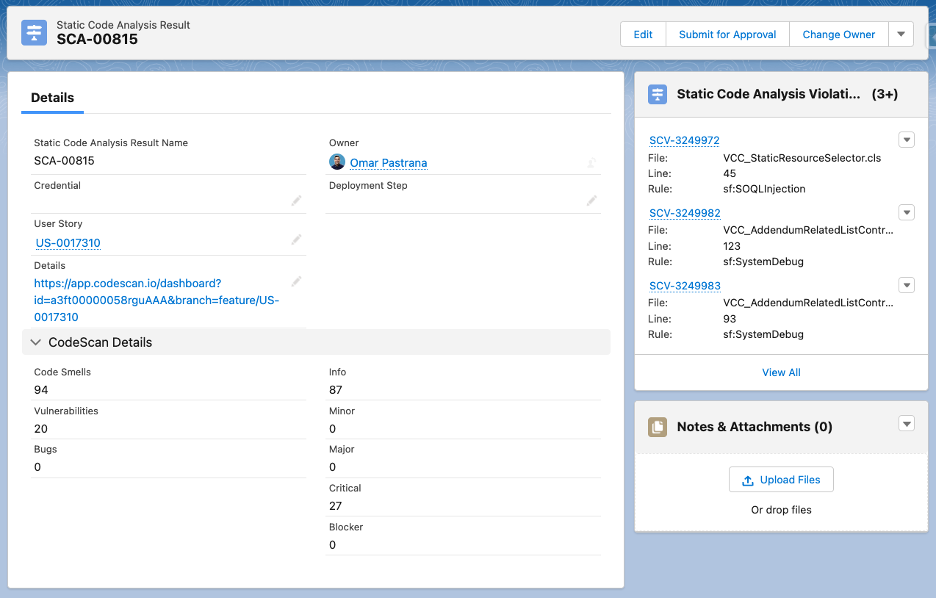 Static Code Analysis Result
SCA-00815
Edit
Submit for Approval
Change Owner
Details
Static Code Analysis Result Name
SCA-00815
Owner
Omar Pastrana
Credential
Deployment Step
User Story
US-0017310
Details
https://app.codescan.io/dashboard?
id=a3ft00000058rguAAA&branch=feature/US-
0017310
CodeScan Details
Code Smells
94
Info
87
Vulnerabilities
20
Minor
0
Bugs
0
Major
0
Critical
27
Blocker
0
Static Code Analysis Violati... (3+)
SCV-3249972
File: VCC_StaticResourceSelector.cls
Line: 45
Rule: sf:SOQLInjection
SCV-3249982
File: VCC_AddendumRelatedListContr...
Line: 123
Rule: sf:SystemDebug
SCV-3249983
File: VCC_AddendumRelatedListContr...
Line: 93
Rule: sf:SystemDebug
View All
Notes & Attachments (0)
Upload Files
Or drop files